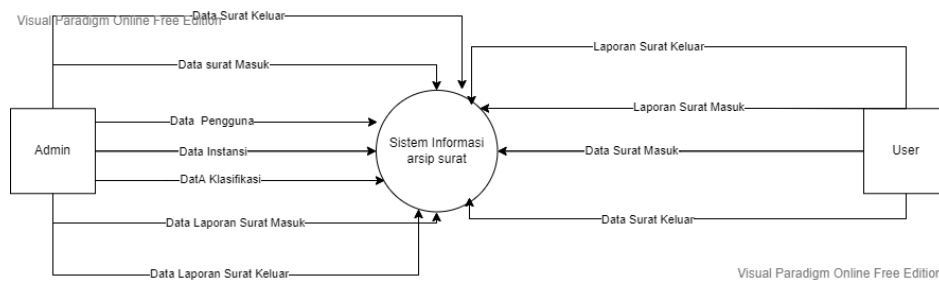 Data Surat Keluar
Visual Paradigm Online Free Edition
Laporan Surat Keluar
Data surat Masuk
Laporan Surat Masuk
Data Pengguna
Sistem Informasi
arsip surat
Admin
Data Instansi
Data Surat Masuk
User
DatA Klasifikasi
Data Laporan Surat Masuk
Data Surat Keluar
Data Laporan Surat Keluar
Visual Paradigm Online Free Edition